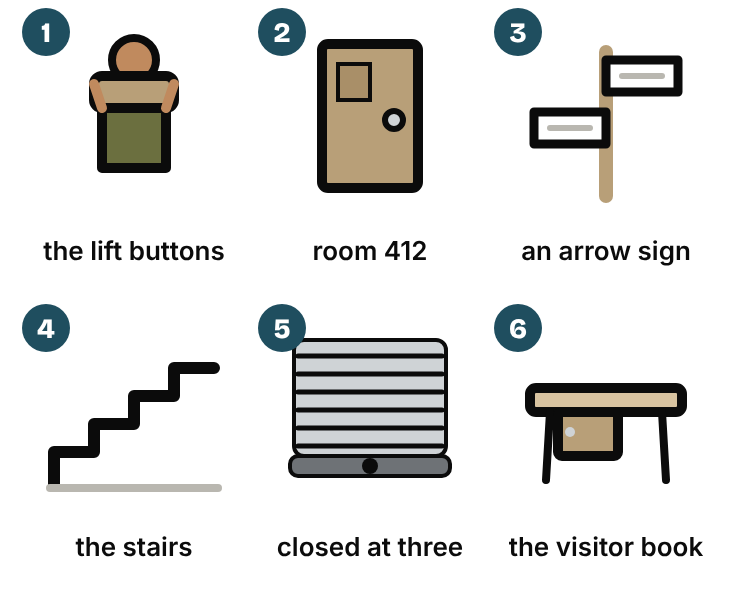 1
the lift buttons
2
room 412
3
an arrow sign
4
the stairs
5
closed at three
6
the visitor book